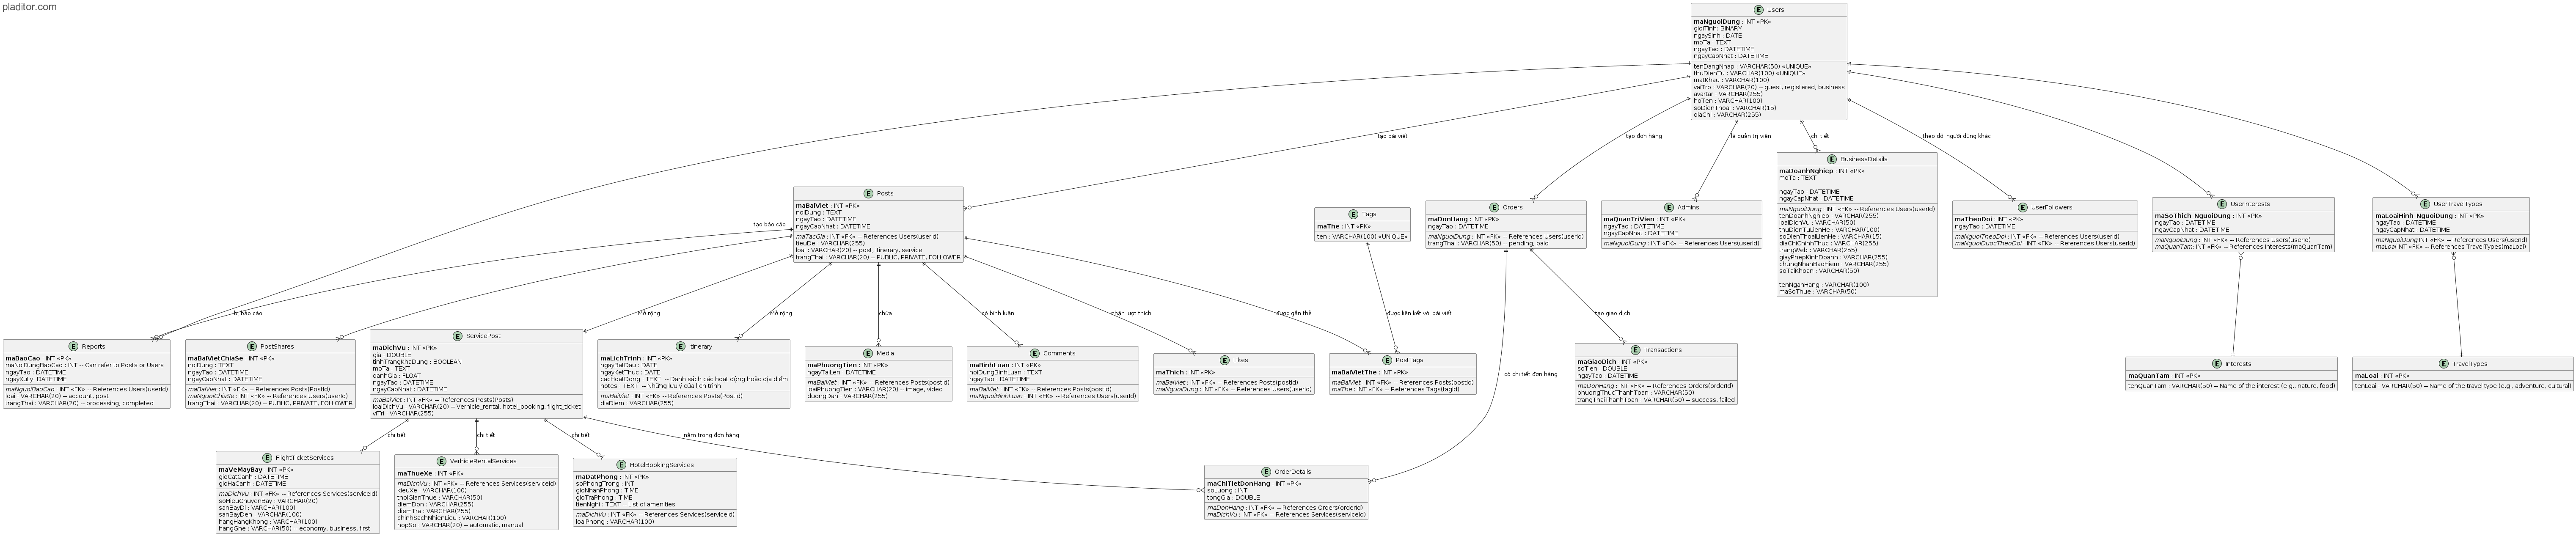 pladitor.com
E Users
maNguoiDung : INT «PK»
gioiTinh: BINARY
ngaySinh : DATE
moTa : TEXT
ngayTao : DATETIME
ngayCapNhat : DATETIME
tenDangNhap : VARCHAR(50) «UNIQUE»
thuDienTu : VARCHAR(100) «UNIQUE»
matKhau : VARCHAR(100)
vaiTro : VARCHAR(20) -- guest, registered, business
avartar : VARCHAR(255)
hoTen : VARCHAR(100)
soDienThoai : VARCHAR(15)
diaChi : VARCHAR(255)
tạo bài viết
tạo đơn hàng
là quản trị viên
chi tiết
theo dõi người dùng khác
E BusinessDetails
maDoanhNghiep : INT «PK»
moTa : TEXT
ngayTao : DATETIME
ngayCapNhat : DATETIME
maNguoiDung : INT «FK» -- References Users(userId)
tenDoanhNghiep : VARCHAR(255)
loaiDichVu : VARCHAR(50)
thuDienTuLienHe : VARCHAR(100)
soDienThoaiLienHe : VARCHAR(15)
diaChiChinhThuc : VARCHAR(255)
trangWeb : VARCHAR(255)
giayPhepKinhDoanh : VARCHAR(255)
chungNhanBaoHiem : VARCHAR(255)
soTaiKhoan : VARCHAR(50)
tenNganHang : VARCHAR(100)
maSoThue : VARCHAR(50)
E Posts
maBaiViet : INT «PK»
noiDung : TEXT
ngayTao : DATETIME
ngayCapNhat : DATETIME
maTacGia : INT «FK» -- References Users(userId)
tieuDe : VARCHAR(255)
loai : VARCHAR(20) -- post, itinerary, service
trangThai : VARCHAR(20) -- PUBLIC, PRIVATE, FOLLOWER
E Tags
maThe : INT «PK»
ten : VARCHAR(100) «UNIQUE»
E Orders
maDonHang : INT «PK»
ngayTao : DATETIME
maNguoiDung : INT «FK» -- References Users(userId)
trangThai : VARCHAR(50) -- pending, paid
E Admins
maQuanTriVien : INT «PK»
ngayTao : DATETIME
ngayCapNhat : DATETIME
maNguoiDung : INT «FK» -- References Users(userId)
E UserFollowers
maTheoDoi : INT «PK»
ngayTao : DATETIME
maNguoiTheoDoi : INT «FK» -- References Users(userId)
maNguoiDuocTheoDoi : INT «FK» -- References Users(userId)
E UserInterests
maSoThich_NguoiDung : INT «PK»
ngayTao : DATETIME
ngayCapNhat : DATETIME
maNguoiDung : INT «FK» -- References Users(userId)
maQuanTam: INT «FK» -- References Interests(maQuanTam)
E UserTravelTypes
maLoaiHinh_NguoiDung : INT «PK»
ngayTao : DATETIME
ngayCapNhat : DATETIME
maNguoiDung INT «FK» -- References Users(userId)
maLoai INT «FK» -- References TravelTypes(maLoai)
tạo báo cáo
bị báo cáo
Mở rộng
Mở rộng
chứa
có bình luận
nhận lượt thích
được gắn thẻ
được liên kết với bài viết
tạo giao dịch
E Reports
maBaoCao : INT «PK»
maNoiDungBaoCao : INT -- Can refer to Posts or Users
ngayTao : DATETIME
ngayXuLy: DATETIME
maNguoiBaoCao : INT «FK» -- References Users(userId)
loai : VARCHAR(20) -- account, post
trangThai : VARCHAR(20) -- processing, completed
E PostShares
maBaiVietChiaSe : INT «PK»
noiDung : TEXT
ngayTao : DATETIME
ngayCapNhat : DATETIME
maBaiViet : INT «FK» -- References Posts(PostId)
maNguoiChiaSe : INT «FK» -- References Users(userId)
trangThai : VARCHAR(20) -- PUBLIC, PRIVATE, FOLLOWER
E ServicePost
maDichVu : INT «PK»
gia : DOUBLE
tinhTrangKhaDung : BOOLEAN
moTa : TEXT
danhGia : FLOAT
ngayTao : DATETIME
ngayCapNhat : DATETIME
maBaiViet : INT «FK» -- References Posts(Posts)
loaiDichVu : VARCHAR(20) -- Verhicle_rental, hotel_booking, flight_ticket
viTri : VARCHAR(255)
E Itinerary
maLichTrinh : INT «PK»
ngayBatDau : DATE
ngayKetThuc : DATE
cacHoatDong : TEXT -- Danh sách các hoạt động hoặc địa điểm
notes : TEXT -- Những lưu ý của lịch trình
maBaiViet : INT «FK» -- References Posts(PostId)
diaDiem : VARCHAR(255)
E Media
maPhuongTien : INT «PK»
ngayTaiLen : DATETIME
maBaiViet : INT «FK» -- References Posts(postId)
loaiPhuongTien : VARCHAR(20) -- image, video
duongDan : VARCHAR(255)
E Comments
maBinhLuan : INT «PK»
noiDungBinhLuan : TEXT
ngayTao : DATETIME
maBaiViet : INT «FK» -- References Posts(postId)
maNguoiBinhLuan : INT «FK» -- References Users(userId)
E Likes
maThich : INT «PK»
maBaiViet : INT «FK» -- References Posts(postId)
maNguoiDung : INT «FK» -- References Users(userId)
E PostTags
maBaiVietThe : INT «PK»
maBaiViet : INT «FK» -- References Posts(postId)
maThe : INT «FK» -- References Tags(tagId)
có chi tiết đơn hàng
E Transactions
maGiaoDich : INT «PK»
soTien : DOUBLE
ngayTao : DATETIME
maDonHang : INT «FK» -- References Orders(orderId)
phuongThucThanhToan : VARCHAR(50)
trangThaiThanhToan : VARCHAR(50) -- success, failed
E Interests
maQuanTam : INT «PK»
tenQuanTam : VARCHAR(50) -- Name of the interest (e.g., nature, food)
E TravelTypes
maLoai : INT «PK»
tenLoai : VARCHAR(50) -- Name of the travel type (e.g., adventure, cultural)
chi tiết
chi tiết
chi tiết
nằm trong đơn hàng
E FlightTicketServices
maVeMayBay : INT «PK»
gioCatCanh : DATETIME
gioHaCanh : DATETIME
maDichVu : INT «FK» -- References Services(serviceId)
soHieuChuyenBay : VARCHAR(20)
sanBayDi : VARCHAR(100)
sanBayDen : VARCHAR(100)
hangHangKhong : VARCHAR(100)
hangGhe : VARCHAR(50) -- economy, business, first
E VerhicleRentalServices
maThueXe : INT «PK»
maDichVu : INT «FK» -- References Services(serviceId)
kieuXe : VARCHAR(100)
thoiGianThue : VARCHAR(50)
diemDon : VARCHAR(255)
diemTra : VARCHAR(255)
chinhSachNhienLieu : VARCHAR(100)
hopSo : VARCHAR(20) -- automatic, manual
E HotelBookingServices
maDatPhong : INT «PK»
soPhongTrong : INT
gioNhanPhong : TIME
gioTraPhong : TIME
tienNghi : TEXT -- List of amenities
maDichVu : INT «FK» -- References Services(serviceId)
loaiPhong : VARCHAR(100)
E OrderDetails
maChiTietDonHang : INT «PK»
soLuong : INT
tongGia : DOUBLE
maDonHang : INT «FK» -- References Orders(orderId)
maDichVu : INT «FK» -- References Services(serviceId)